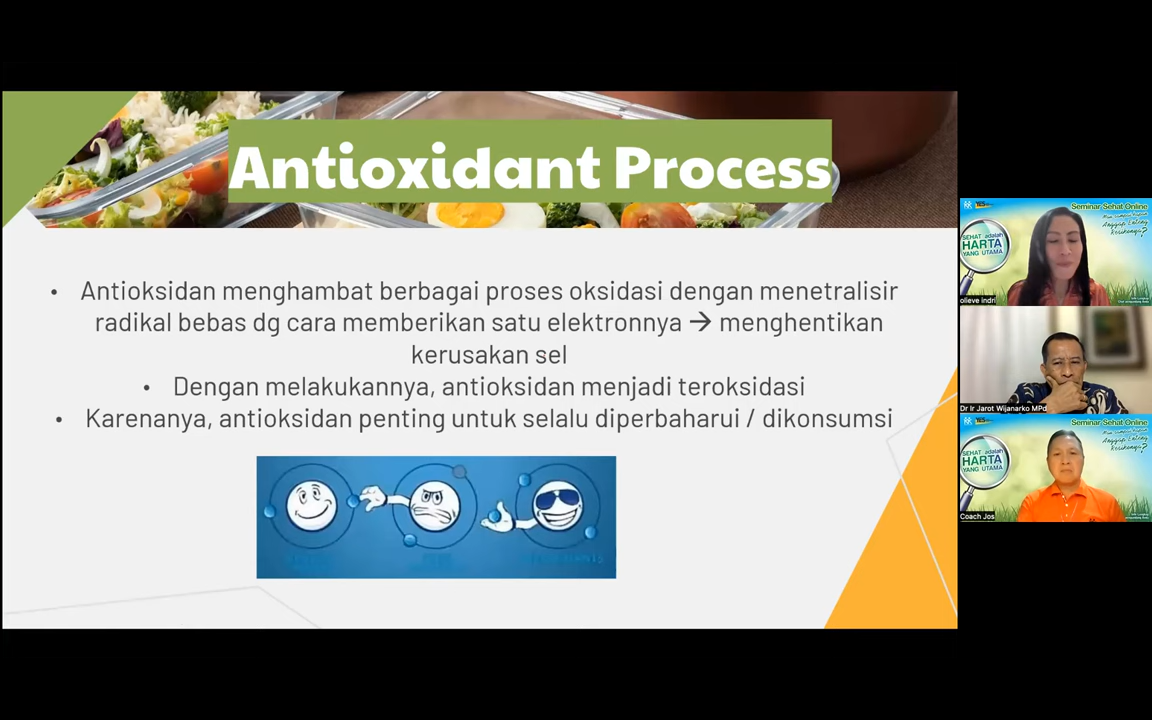 Antioxidant Process
• Antioksidan menghambat berbagai proses oksidasi dengan menetralisir
radikal bebas dg cara memberikan satu elektronnya → menghentikan
kerusakan sel
• Dengan melakukannya, antioksidan menjadi teroksidasi
• Karenanya, antioksidan penting untuk selalu diperbaharui / dikonsumsi
Seminar Sehat Online
SEHAT adalah
HARTA
YANG UTAMA
olieve indri
Dr Ir Jarot Wijanarko MPd
Seminar Sehat Online
SEHAT adalah
HARTA
YANG UTAMA
Coach Jos